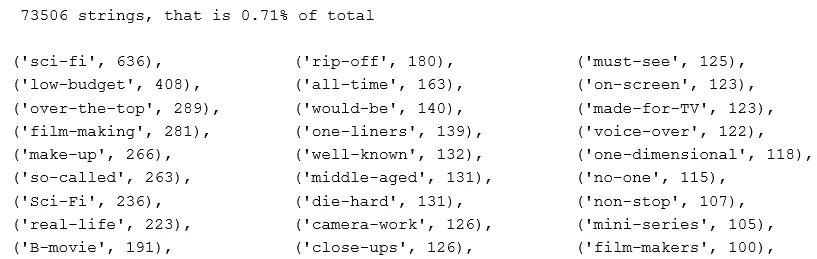 73506 strings, that is 0.71% of total
('sci-fi', 636), ('rip-off', 180), ('must-see', 125),
('low-budget', 408), ('all-time', 163), ('on-screen', 123),
('over-the-top', 289), ('would-be', 140), ('made-for-TV', 123),
('film-making', 281), ('one-liners', 139), ('voice-over', 122),
('make-up', 266), ('well-known', 132), ('one-dimensional', 118),
('so-called', 263), ('middle-aged', 131), ('no-one', 115),
('Sci-Fi', 236), ('die-hard', 131), ('non-stop', 107),
('real-life', 223), ('camera-work', 126), ('mini-series', 105),
('B-movie', 191), ('close-ups', 126), ('film-makers', 100),